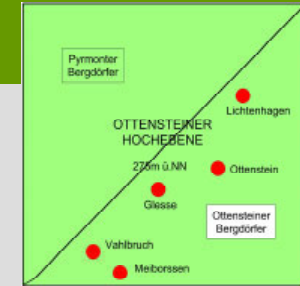 Pyrmonter
Bergdörfer
Lichtenhagen
OTTENSTEINER
HOCHEBENE
275m ü.NN
Ottenstein
Glesse
Ottensteiner
Bergdörfer
Vahlbruch
Meiborssen